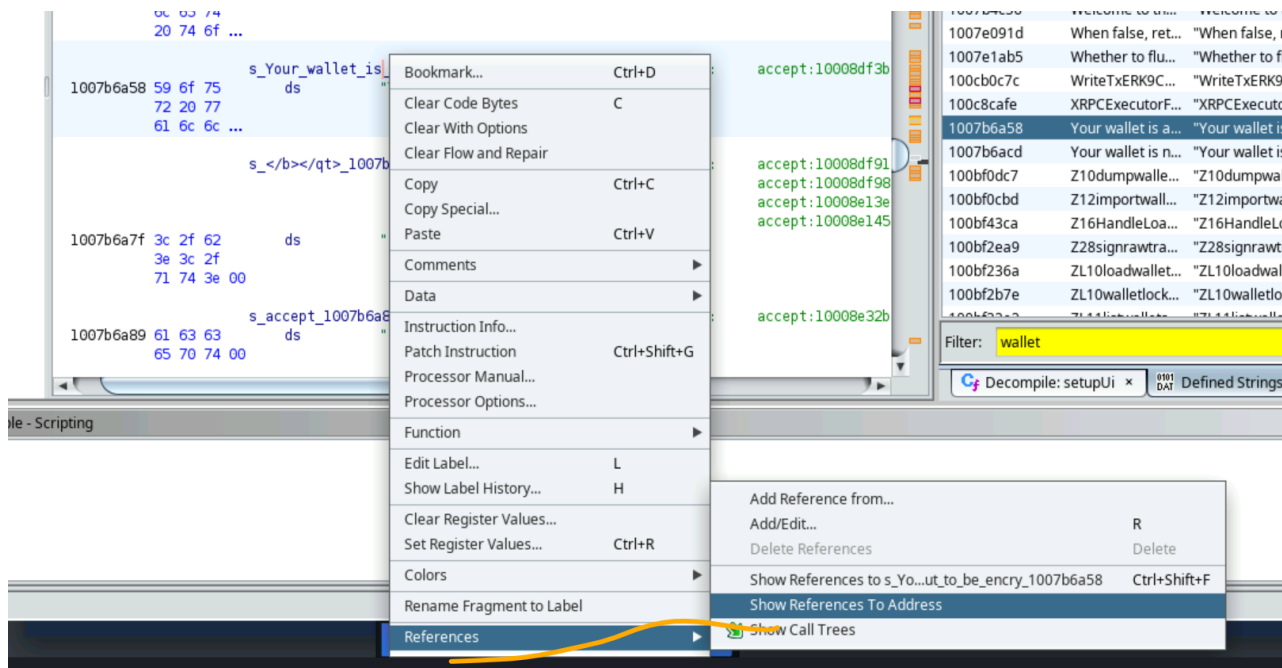 6c 65 74
20 74 6f ...
s_Your_wallet_is_
accept:10008df3b
1007b6a58 59 6f 75 ds
72 20 77
61 6c 6c ...
s_</b></qt>_1007b
accept:10008df91
accept:10008df98
accept:10008e13e
accept:10008e145
1007b6a7f 3c 2f 62 ds "
3e 3c 2f
71 74 3e 00
s_accept_1007b6a8
accept:10008e32b
1007b6a89 61 63 63 ds "
65 70 74 00
Bookmark... Ctrl+D
Clear Code Bytes C
Clear With Options
Clear Flow and Repair
Copy Ctrl+C
Copy Special...
Paste Ctrl+V
Comments
Data
Instruction Info...
Patch Instruction Ctrl+Shift+G
Processor Manual...
Processor Options...
Function
Edit Label... L
Show Label History... H
Clear Register Values...
Set Register Values... Ctrl+R
Colors
Rename Fragment to Label
References
Add Reference from...
Add/Edit... R
Delete References Delete
Show References to s_Yo...ut_to_be_encry_1007b6a58 Ctrl+Shift+F
Show References To Address
Show Call Trees
1007e091d When false, ret... "When false, r
1007e1ab5 Whether to flu... "Whether to f
100cb0c7c WriteTxERK9C... "WriteTxERK9
100c8cafe XRPCExecutorF... "XRPCExecuto
1007b6a58 Your wallet is a... "Your wallet is
1007b6acd Your wallet is n... "Your wallet is
100bf0dc7 Z10dumpwalle... "Z10dumpwal
100bf0cbd Z12importwall... "Z12importwa
100bf43ca Z16HandleLoa... "Z16HandleLo
100bf2ea9 Z28signrawtra... "Z28signrawt
100bf236a ZL10loadwallet... "ZL10loadwal
100bf2b7e ZL10walletlock... "ZL10walletlo
Filter: wallet
Decompile: setupUi × Defined Strings
ole - Scripting